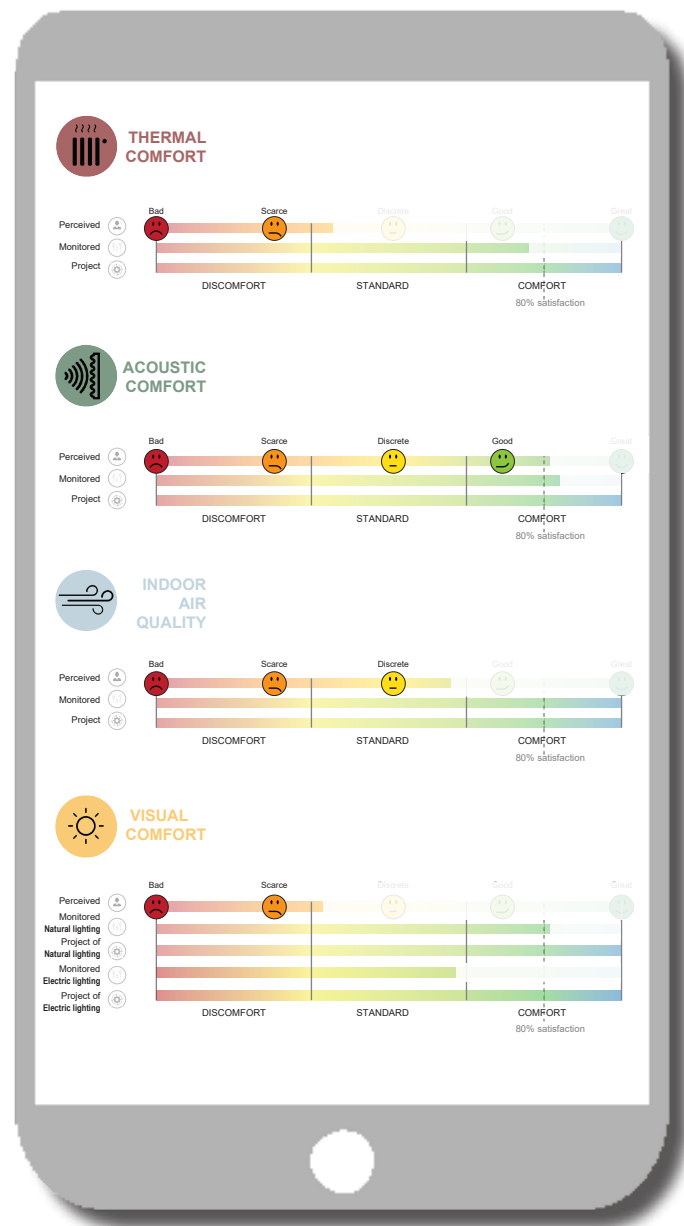 THERMAL
COMFORT
Bad Scarce Discrete Good Great
Perceived
Monitored
Project
DISCOMFORT STANDARD COMFORT
80% satisfaction
ACOUSTIC
COMFORT
Bad Scarce Discrete Good Great
Perceived
Monitored
Project
DISCOMFORT STANDARD COMFORT
80% satisfaction
INDOOR
AIR
QUALITY
Bad Scarce Discrete Good Great
Perceived
Monitored
Project
DISCOMFORT STANDARD COMFORT
80% satisfaction
VISUAL
COMFORT
Bad Scarce Discrete Good Great
Perceived
Monitored
Natural lighting
Project of
Natural lighting
Monitored
Electric lighting
Project of
Electric lighting
DISCOMFORT STANDARD COMFORT
80% satisfaction